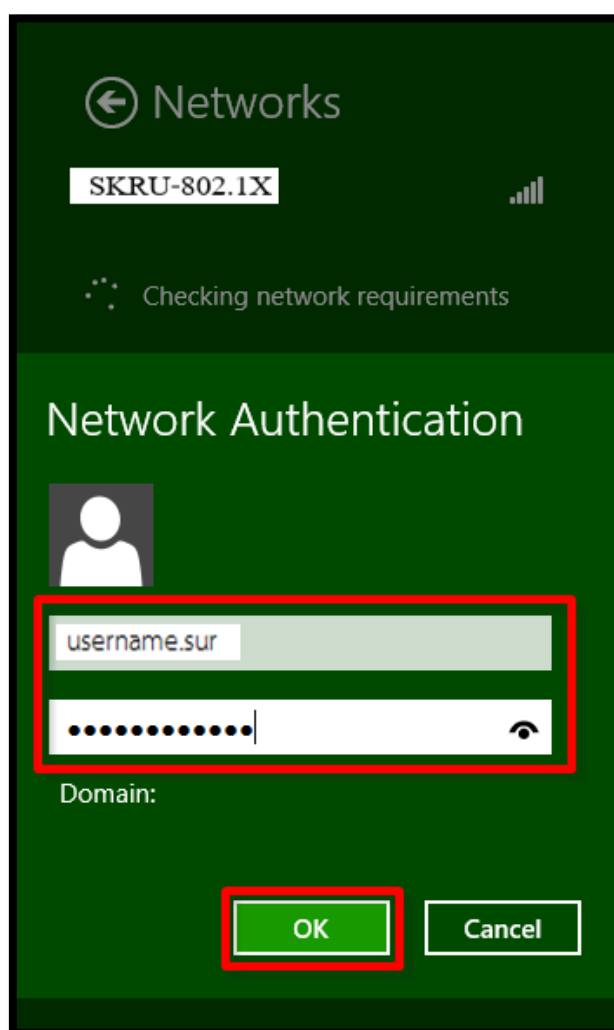 Networks
SKRU-802.1X
Checking network requirements
Network Authentication
username.sur
••••••••••••
Domain:
OK Cancel